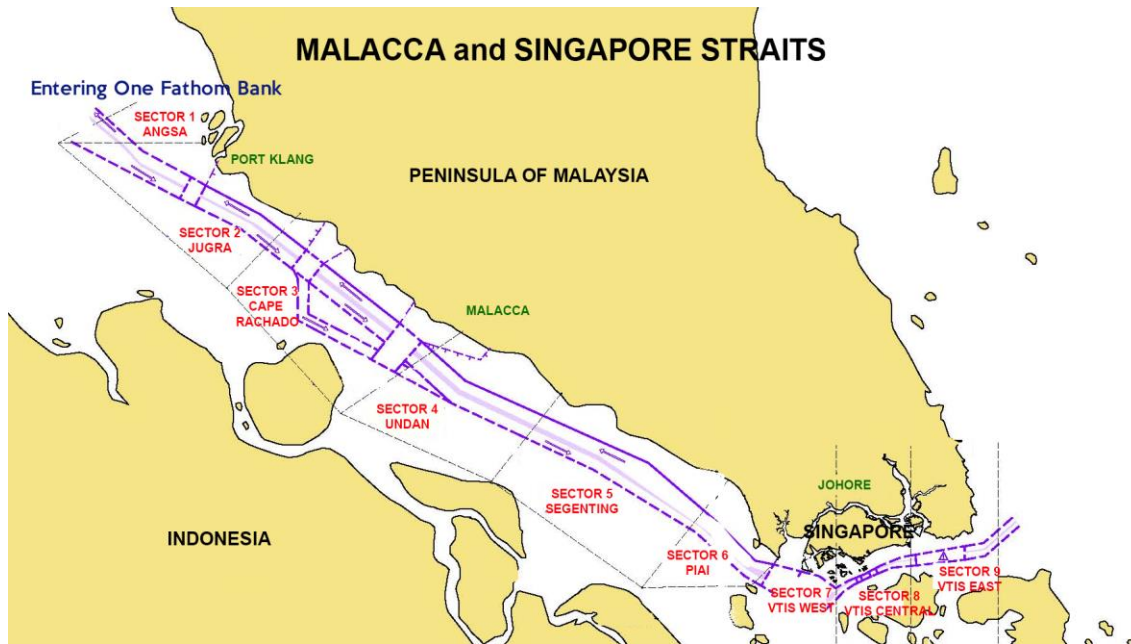 MALACCA and SINGAPORE STRAITS
Entering One Fathom Bank
SECTOR 1
ANGSA
PORT KLANG
PENINSULA OF MALAYSIA
SECTOR 2
JUGRA
SECTOR 3
CAPE
RACHADO
MALACCA
SECTOR 4
UNDAN
SECTOR 5
SEGENTING
JOHORE
SINGAPORE
INDONESIA
SECTOR 6
PIAI
SECTOR 7
VTIS WEST
SECTOR 8
VTIS CENTRAL
SECTOR 9
VTIS EAST